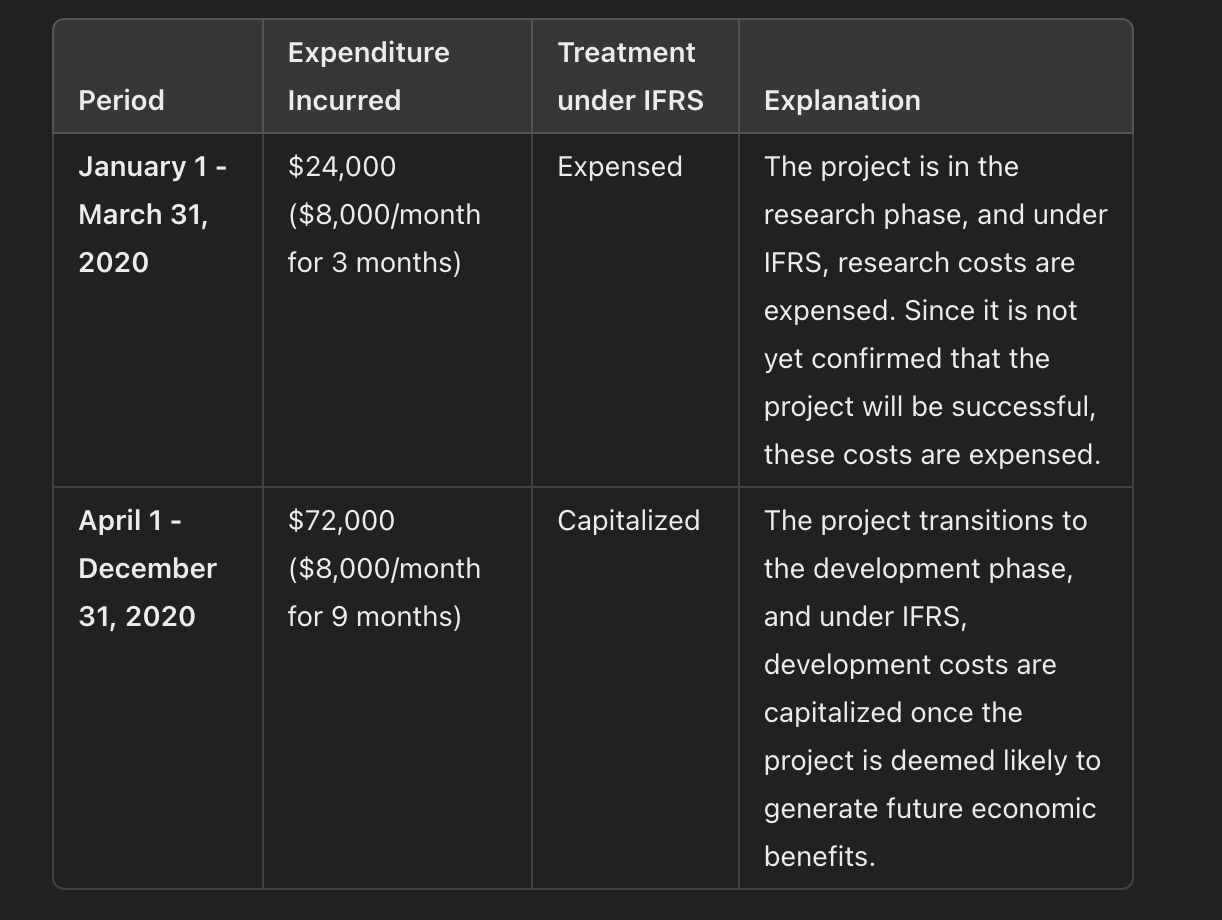 Period
Expenditure
Incurred
Treatment
under IFRS
Explanation
January 1 -
March 31,
2020
$24,000
($8,000/month
for 3 months)
Expensed
The project is in the
research phase, and under
IFRS, research costs are
expensed. Since it is not
yet confirmed that the
project will be successful,
these costs are expensed.
April 1 -
December
31, 2020
$72,000
($8,000/month
for 9 months)
Capitalized
The project transitions to
the development phase,
and under IFRS,
development costs are
capitalized once the
project is deemed likely to
generate future economic
benefits.